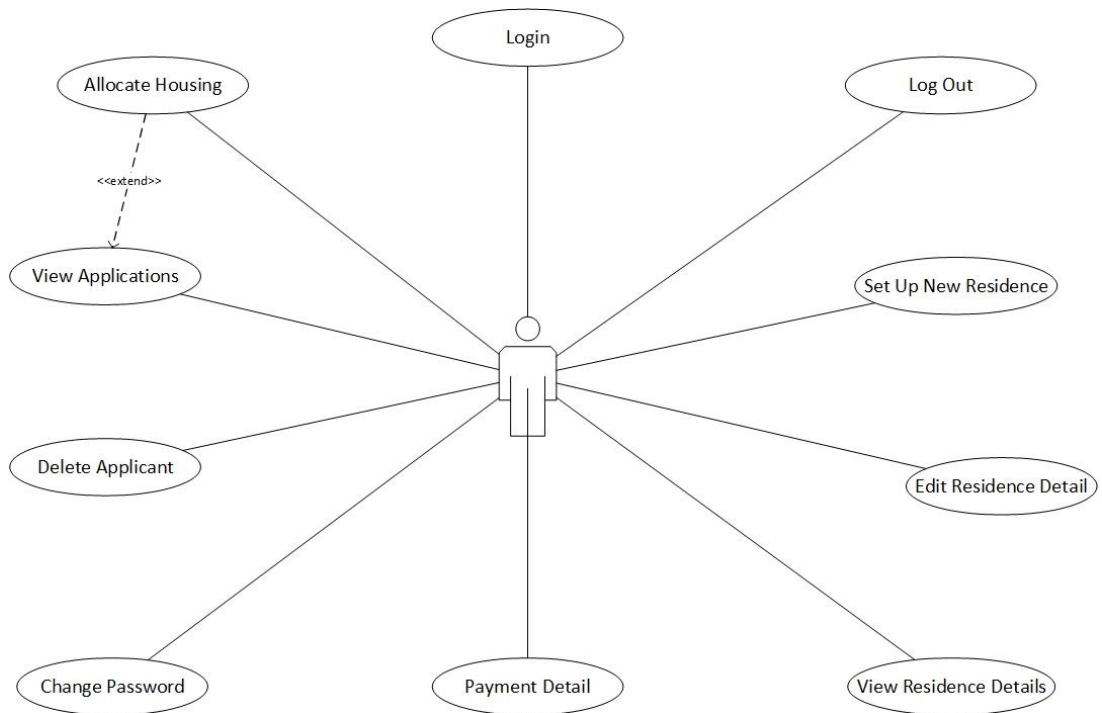 Login
Allocate Housing
Log Out
<<extend>>
View Applications
Set Up New Residence
Delete Applicant
Edit Residence Detail
Change Password
Payment Detail
View Residence Details